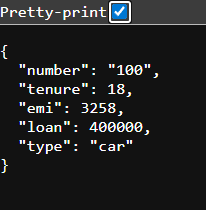 Pretty-print
{
  "number": "100",
  "tenure": 18,
  "emi": 3258,
  "loan": 400000,
  "type": "car"
}